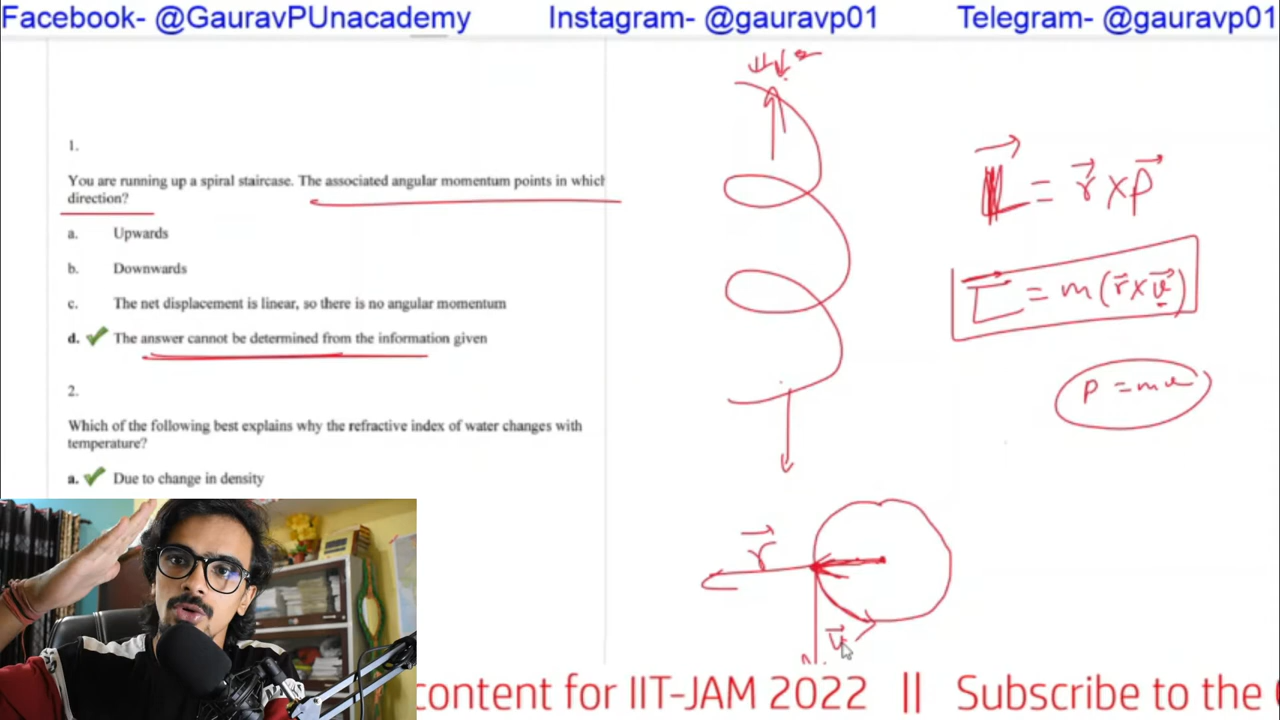 Facebook- @GauravPUnacademy Instagram- @gauravp01 Telegram- @gauravp01
1.
You are running up a spiral staircase. The associated angular momentum points in which
direction?
a. Upwards
b. Downwards
c. The net displacement is linear, so there is no angular momentum
d. The answer cannot be determined from the information given
2.
Which of the following best explains why the refractive index of water changes with
temperature?
a. Due to change in density
L = r × p
L = m(r × v)
p = mv
r
v
content for IIT-JAM 2022 || Subscribe to the